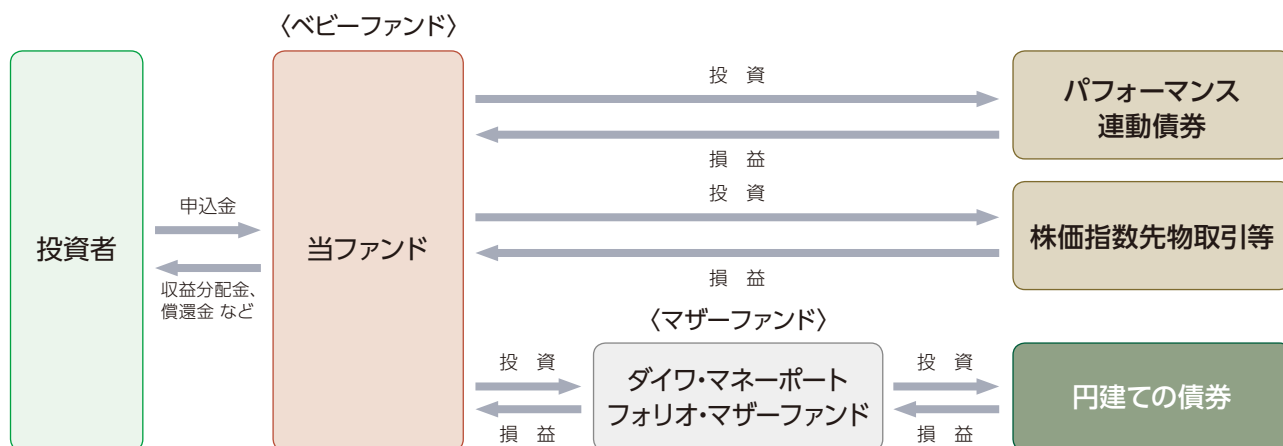 〈ベビーファンド〉
投資者
申込金
収益分配金、
償還金 など
当ファンド
投 資
損 益
パフォーマンス
連動債券
投 資
損 益
株価指数先物取引等
〈マザーファンド〉
投 資
損 益
ダイワ・マネーポート
フォリオ・マザーファンド
投 資
損 益
円建ての債券